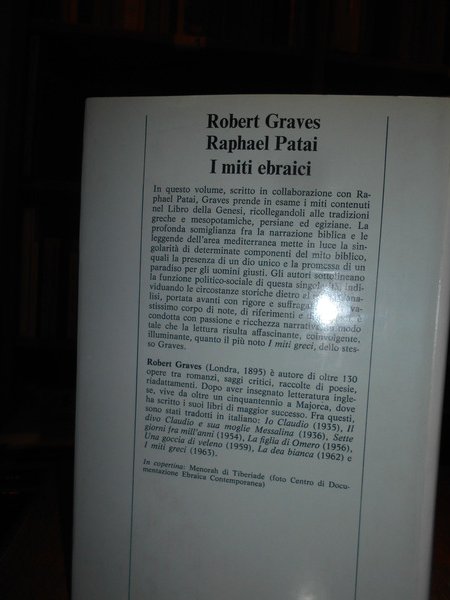 Robert Graves
Raphael Patai
I miti ebraici
In questo volume, scritto in collaborazione con Ra-
phael Patai, Graves prende in esame i miti contenuti
nel Libro della Genesi, ricollegandoli alle tradizioni
greche e mesopotamiche, persiane ed egiziane. La
profonda somiglianza fra la narrazione biblica e le
leggende dell'area mediterranea mette in luce la sin-
golarità di determinate componenti del mito biblico,
quali la presenza di un dio unico e la promessa di un
paradiso per gli uomini giusti. Gli autori sottolineano
la funzione politico-sociale di questa singolarità, indi-
viduando le circostanze storiche dietro al
lisi, portata avanti con rigore e suffragata
stissimo corpo di note, di riferimenti e di
condotta con passione e ricchezza narrativa, in modo
tale che la lettura risulta affascinante, coinvolgente,
illuminante, quanto il più noto I miti greci, dello stes-
so Graves.
Robert Graves (Londra, 1895) è autore di oltre 130
opere tra romanzi, saggi critici, raccolte di poesie,
riadattamenti. Dopo aver insegnato letteratura ingle-
se, vive da oltre un cinquantennio a Majorca, dove
ha scritto i suoi libri di maggior successo. Fra questi,
sono stati tradotti in italiano: Io Claudio (1935), Il
divo Claudio e sua moglie Messalina (1936), Sette
giorni fra mill'anni (1954), La figlia di Omero (1956),
Una goccia di veleno (1959), La dea bianca (1962) e
I miti greci (1963).
In copertina: Menorah di Tiberiade (foto Centro di Docu-
mentazione Ebraica Contemporanea)